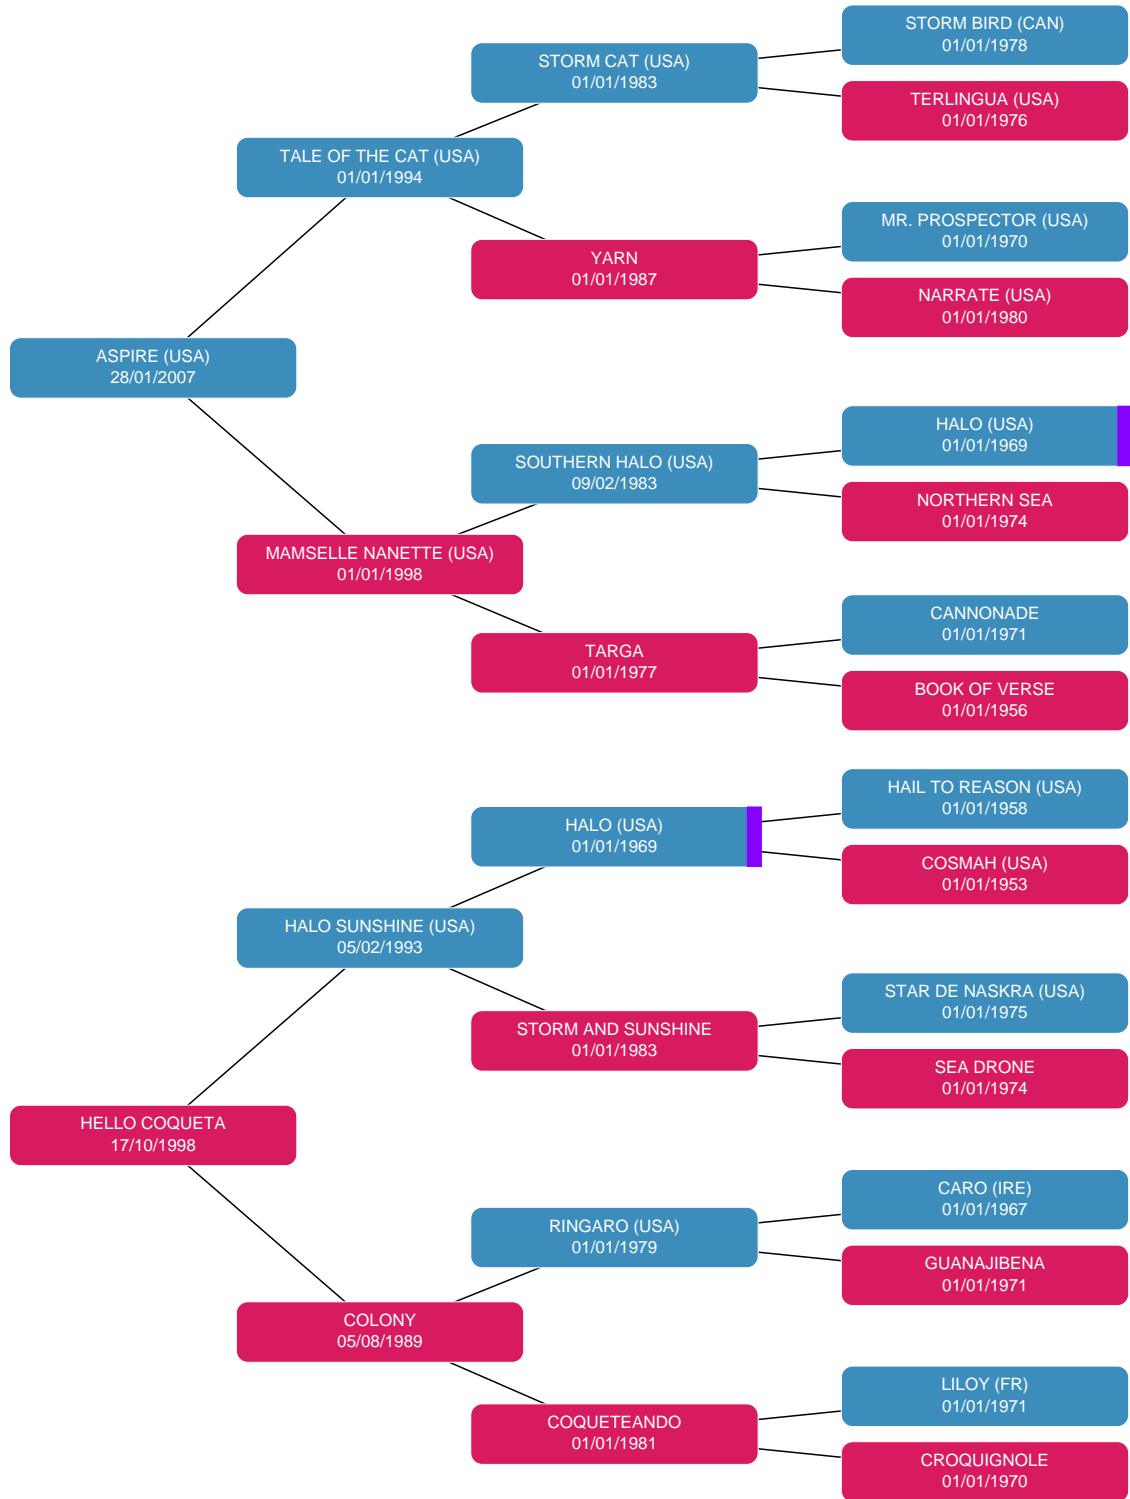 STORM BIRD (CAN)
01/01/1978
STORM CAT (USA)
01/01/1983
TERLINGUA (USA)
01/01/1976
TALE OF THE CAT (USA)
01/01/1994
MR. PROSPECTOR (USA)
01/01/1970
YARN
01/01/1987
NARRATE (USA)
01/01/1980
ASPIRE (USA)
28/01/2007
HALO (USA)
01/01/1969
SOUTHERN HALO (USA)
09/02/1983
NORTHERN SEA
01/01/1974
MAMSELLE NANETTE (USA)
01/01/1998
CANNONADE
01/01/1971
TARGA
01/01/1977
BOOK OF VERSE
01/01/1956
HAIL TO REASON (USA)
01/01/1958
HALO (USA)
01/01/1969
COSMAH (USA)
01/01/1953
HALO SUNSHINE (USA)
05/02/1993
STAR DE NASKRA (USA)
01/01/1975
STORM AND SUNSHINE
01/01/1983
SEA DRONE
01/01/1974
HELLO COQUETA
17/10/1998
CARO (IRE)
01/01/1967
RINGARO (USA)
01/01/1979
GUANAJIBENA
01/01/1971
COLONY
05/08/1989
LILOY (FR)
01/01/1971
COQUETEANDO
01/01/1981
CROQUIGNOLE
01/01/1970